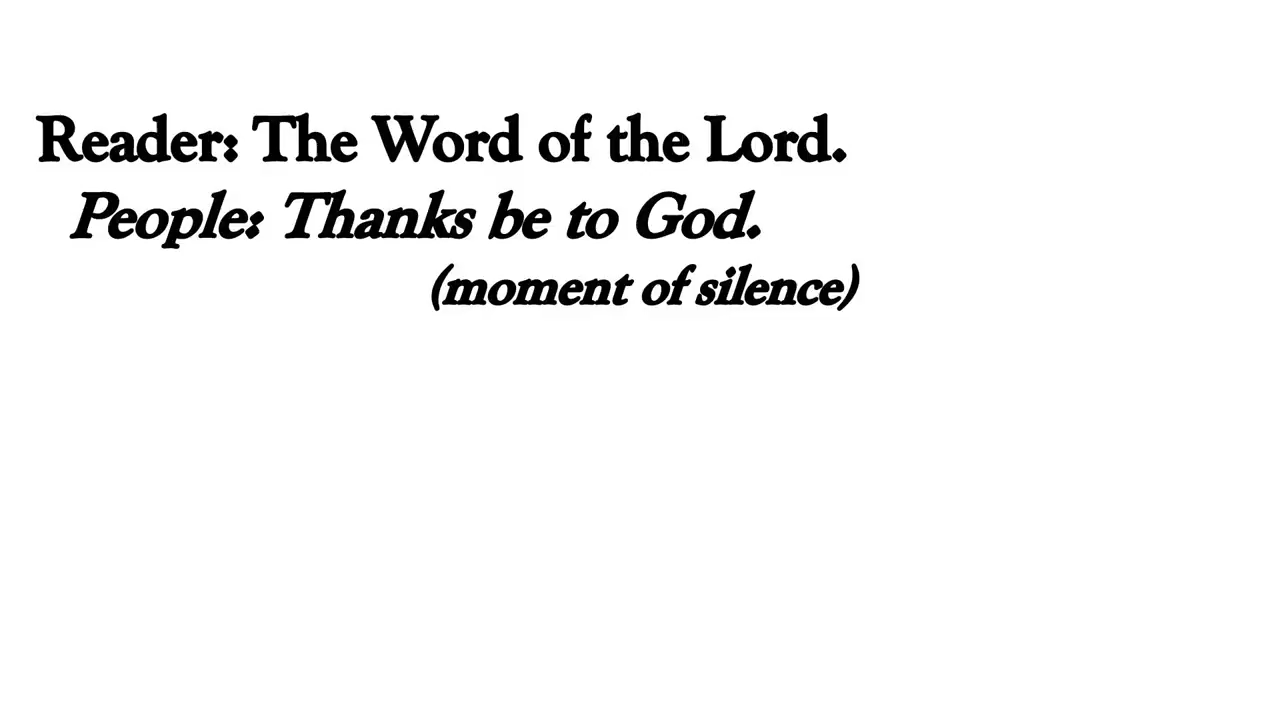 Reader: The Word of the Lord.
People: Thanks be to God.
(moment of silence)